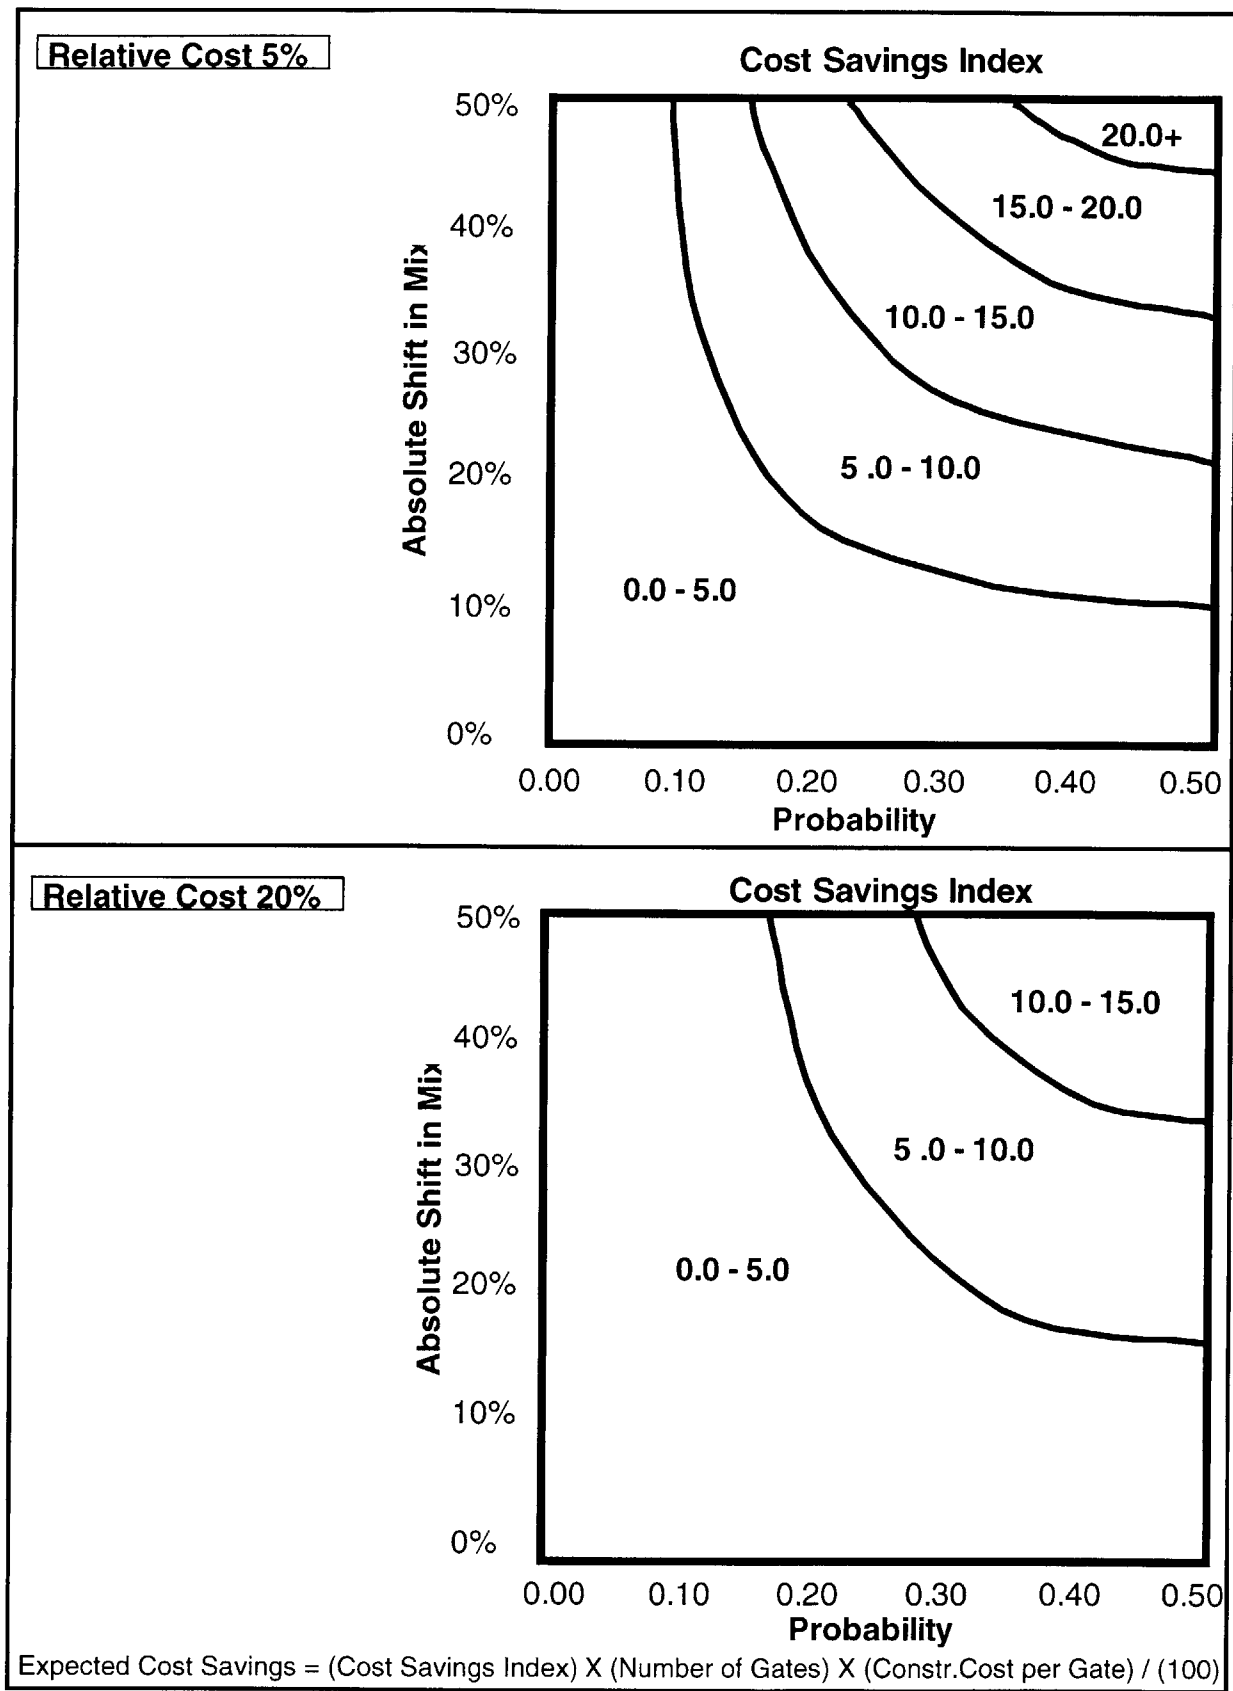 Relative Cost 5%
Cost Savings Index
50%
40%
30%
20%
10%
0%
Absolute Shift in Mix
20.0+
15.0 - 20.0
10.0 - 15.0
5 .0 - 10.0
0.0 - 5.0
0.00 0.10 0.20 0.30 0.40 0.50
Probability
Relative Cost 20%
Cost Savings Index
50%
40%
30%
20%
10%
0%
Absolute Shift in Mix
10.0 - 15.0
5 .0 - 10.0
0.0 - 5.0
0.00 0.10 0.20 0.30 0.40 0.50
Probability
Expected Cost Savings = (Cost Savings Index) X (Number of Gates) X (Constr.Cost per Gate) / (100)